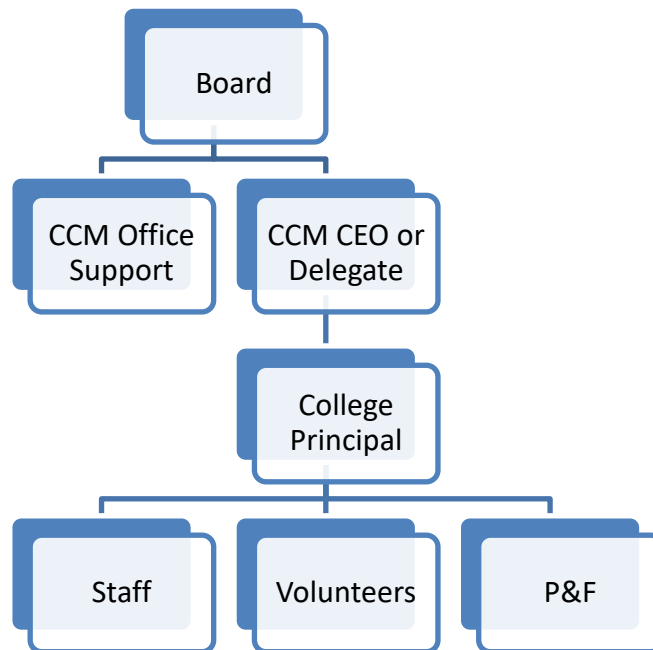 Board
CCM Office
Support
CCM CEO or
Delegate
College
Principal
Staff
Volunteers
P&F